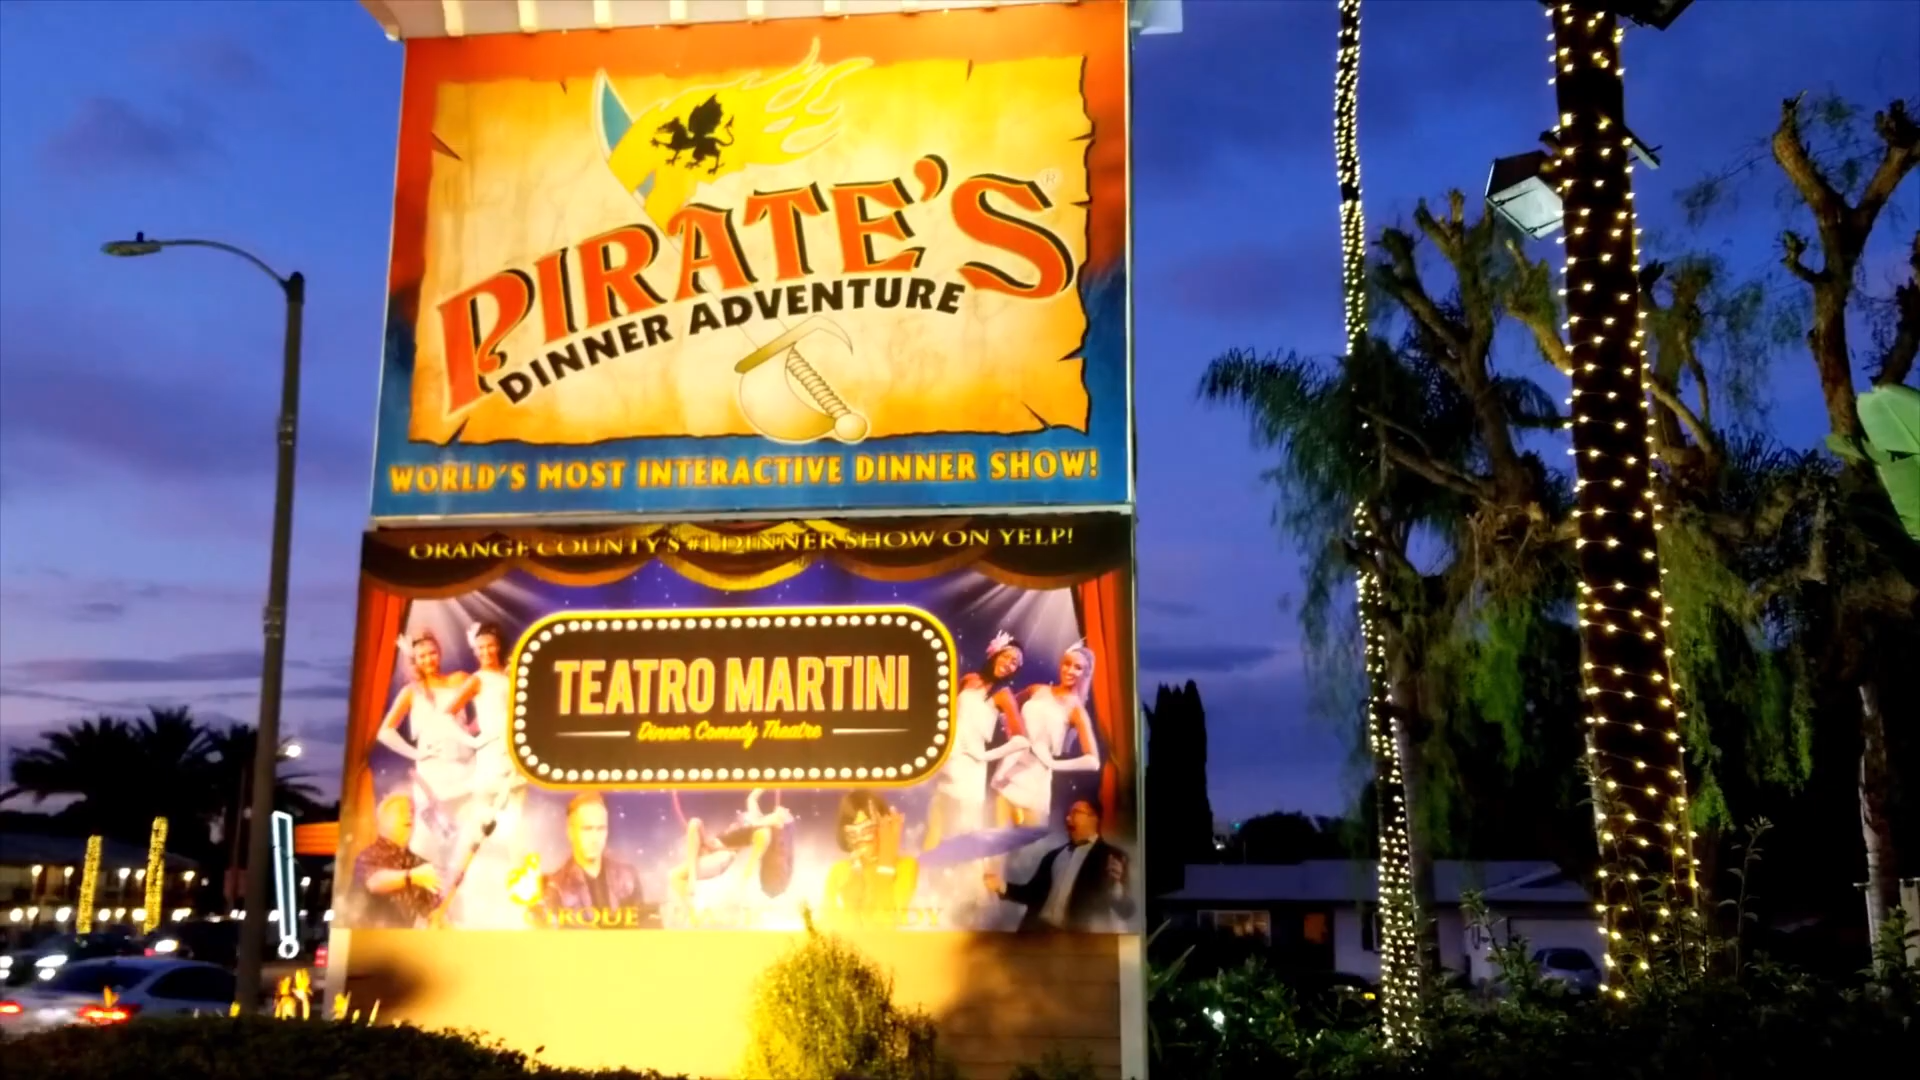 PIRATE'S ®
DINNER ADVENTURE
WORLD'S MOST INTERACTIVE DINNER SHOW!
ORANGE COUNTY'S #1 DINNER SHOW ON YELP!
TEATRO MARTINI
Dinner Comedy Theatre
CIRQUE -